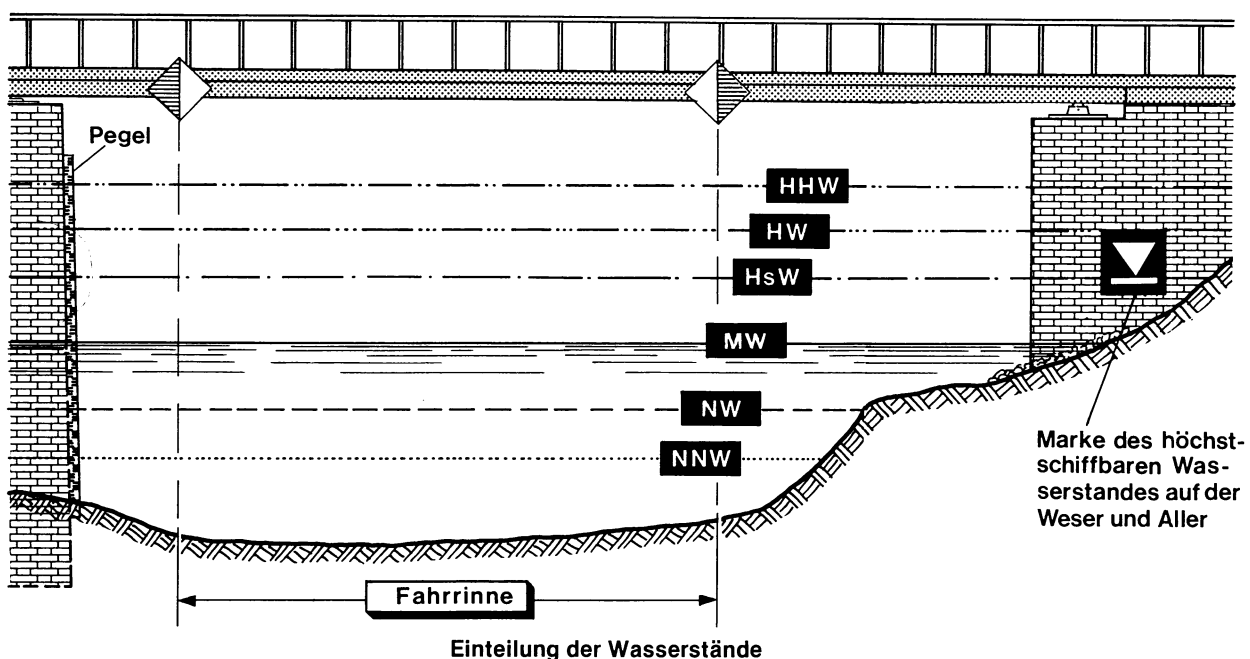 Pegel
HHW
HW
HsW
MW
NW
NNW
Marke des höchst-
schiffbaren Was-
serstandes auf der
Weser und Aller
Fahrrinne
Einteilung der Wasserstände